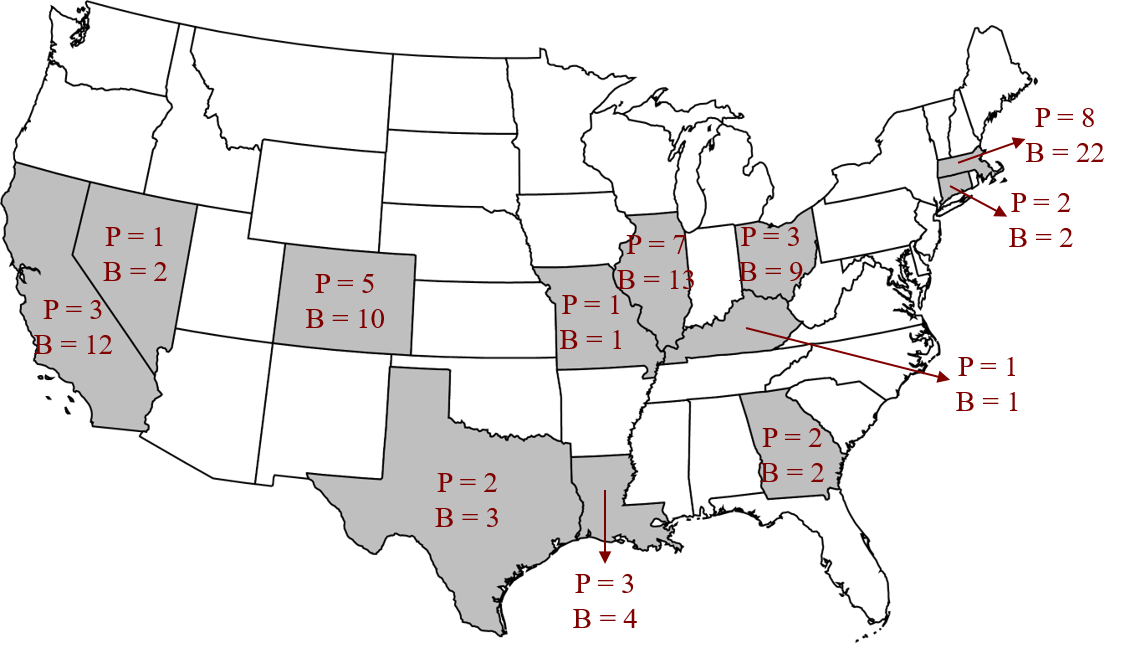 P = 8
B = 22
P = 2
B = 2
P = 1
B = 2
P = 7
B = 13
P = 3
B = 9
P = 5
B = 10
P = 3
B = 12
P = 1
B = 1
P = 1
B = 1
P = 2
B = 2
P = 2
B = 3
P = 3
B = 4